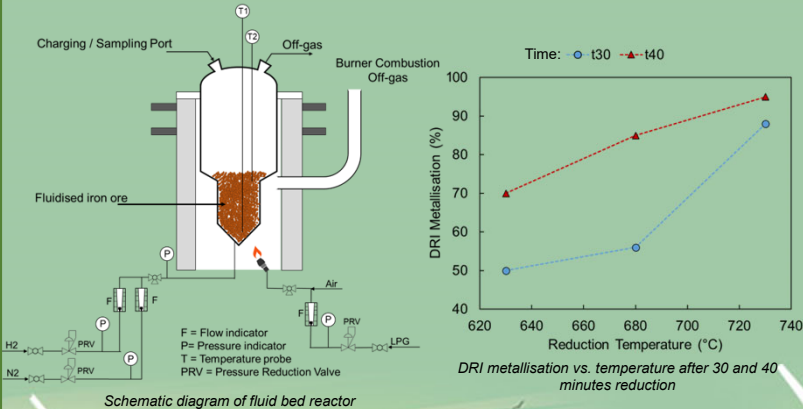 T1
T2
Charging / Sampling Port
Off-gas
Burner Combustion
Off-gas
Fluidised iron ore
P
Air
F
F
F
P
PRV
P
H2
PRV
LPG
P
N2
PRV
F = Flow indicator
P= Pressure indicator
T = Temperature probe
PRV = Pressure Reduction Valve
Schematic diagram of fluid bed reactor
Time:
t30
t40
DRI Metallisation (%)
100
90
80
70
60
50
40
620
640
660
680
700
720
740
Reduction Temperature (°C)
DRI metallisation vs. temperature after 30 and 40
minutes reduction